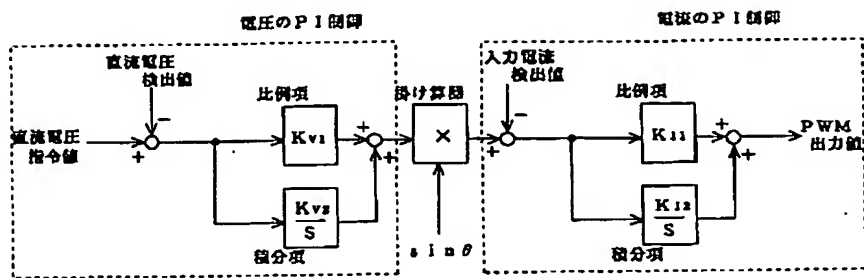 電圧のPI制御
電流のPI制御
直流電圧
検出値
入力電流
検出値
比例項
掛け算器
比例項
直流電圧
指令値
−
+
Kv1
+
+
×
−
+
KI1
+
+
PWM
出力値
Kv2
S
KI2
S
積分項
sinθ
積分項